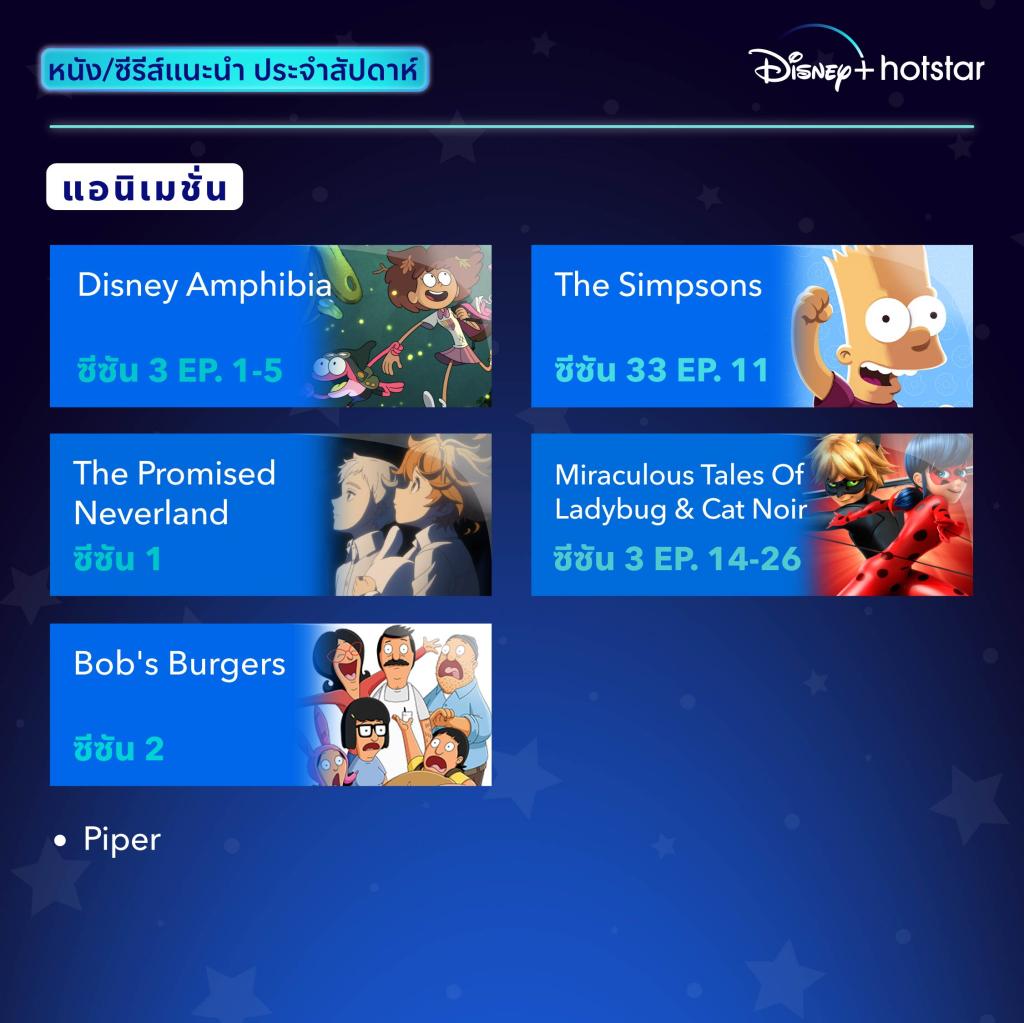 หนัง/ซีรีส์แนะนำ ประจำสัปดาห์
Disney+ hotstar
แอนิเมชั่น
Disney Amphibia
ซีซัน 3 EP. 1-5
The Simpsons
ซีซัน 33 EP. 11
The Promised
Neverland
ซีซัน 1
Miraculous Tales Of
Ladybug & Cat Noir
ซีซัน 3 EP. 14-26
Bob's Burgers
ซีซัน 2
• Piper